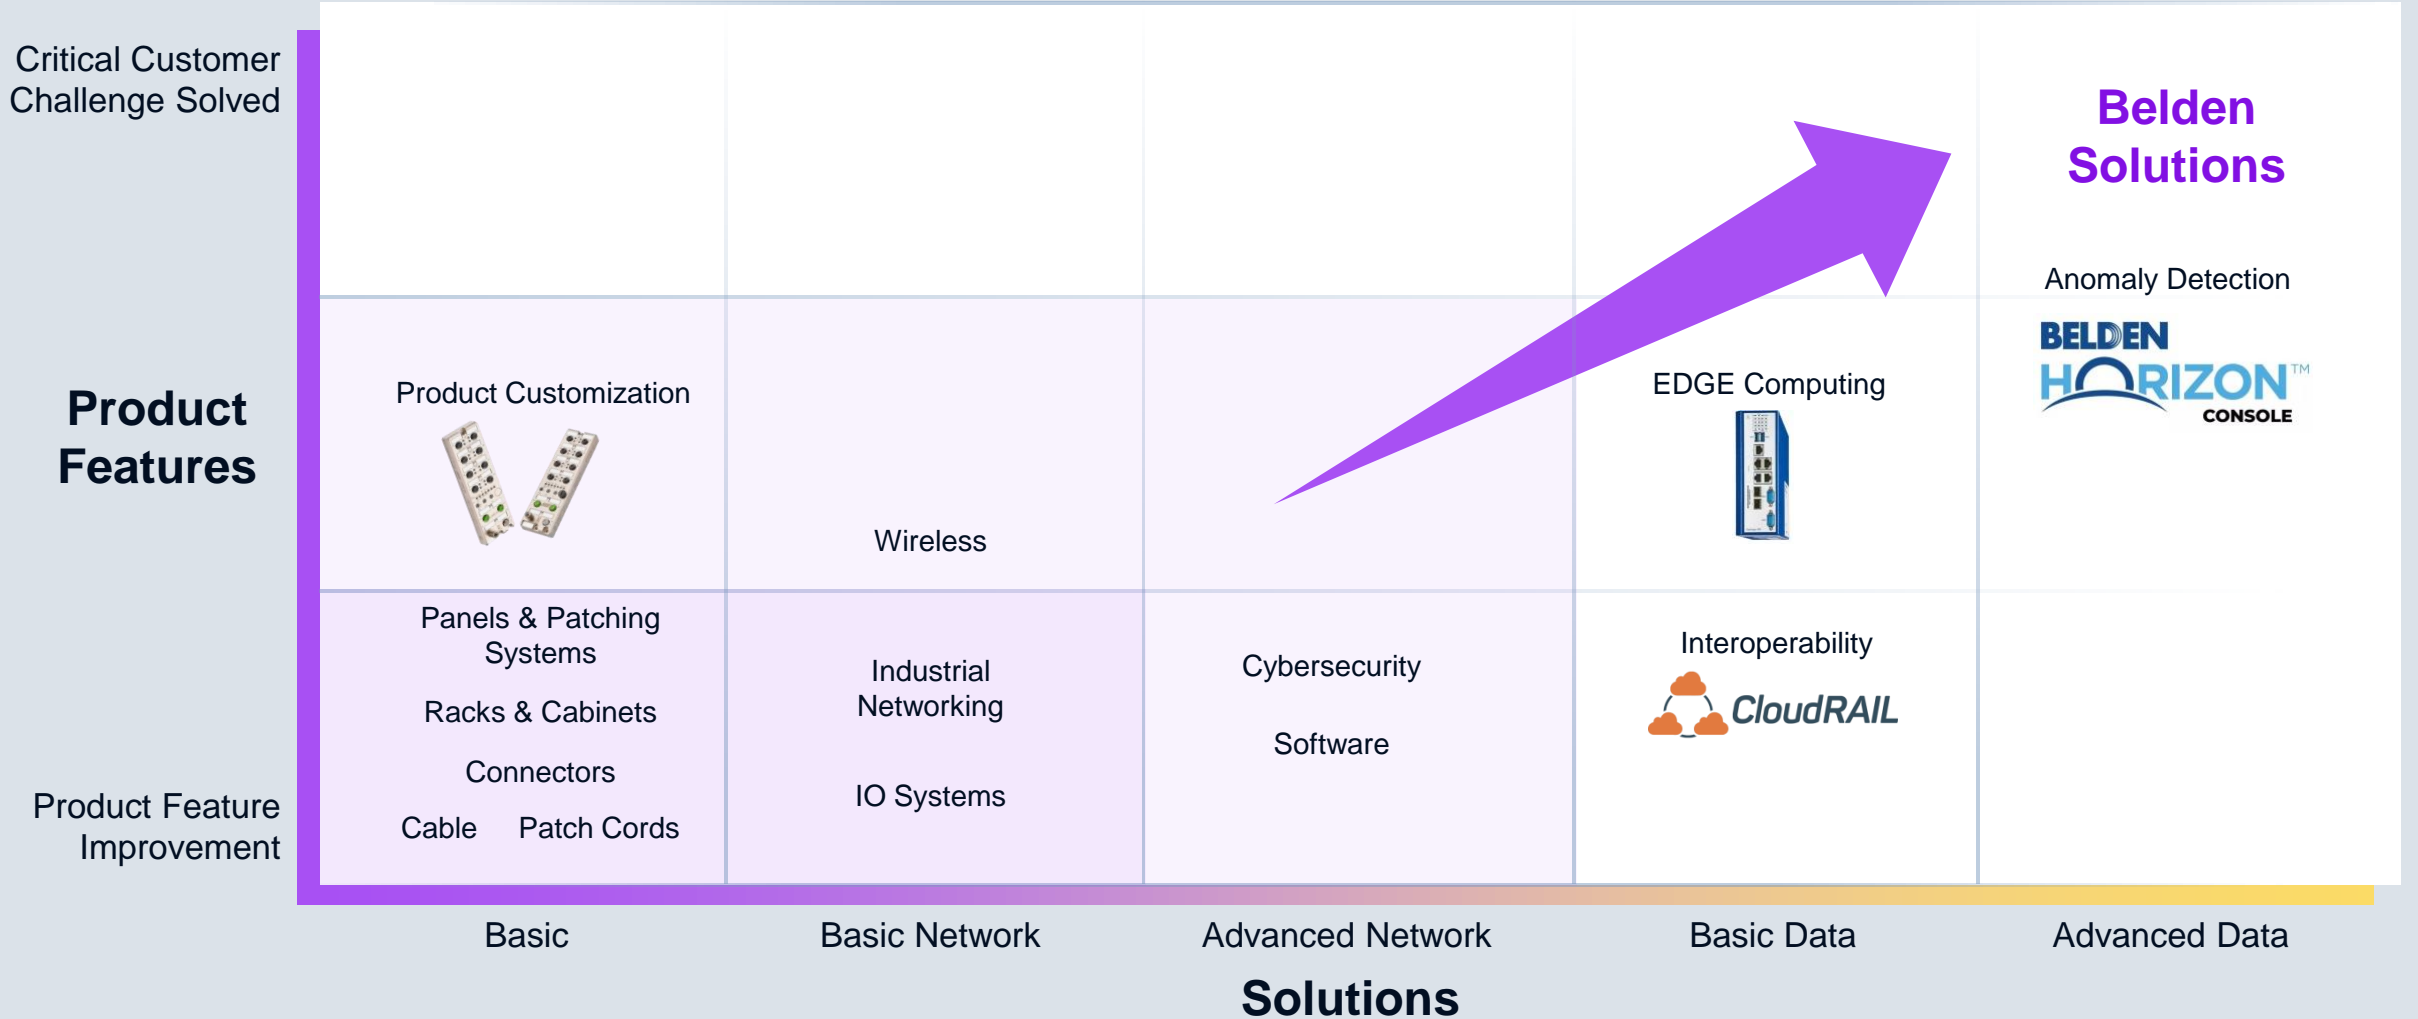 Critical Customer
Challenge Solved
Belden
Solutions
Anomaly Detection
BELDEN
HORIZON™
CONSOLE
Product
Features
Product Customization
Wireless
EDGE Computing
Panels & Patching
Systems
Racks & Cabinets
Connectors
Cable Patch Cords
Industrial
Networking
IO Systems
Cybersecurity
Software
Interoperability
CloudRAIL
Product Feature
Improvement
Basic
Basic Network
Advanced Network
Basic Data
Advanced Data
Solutions